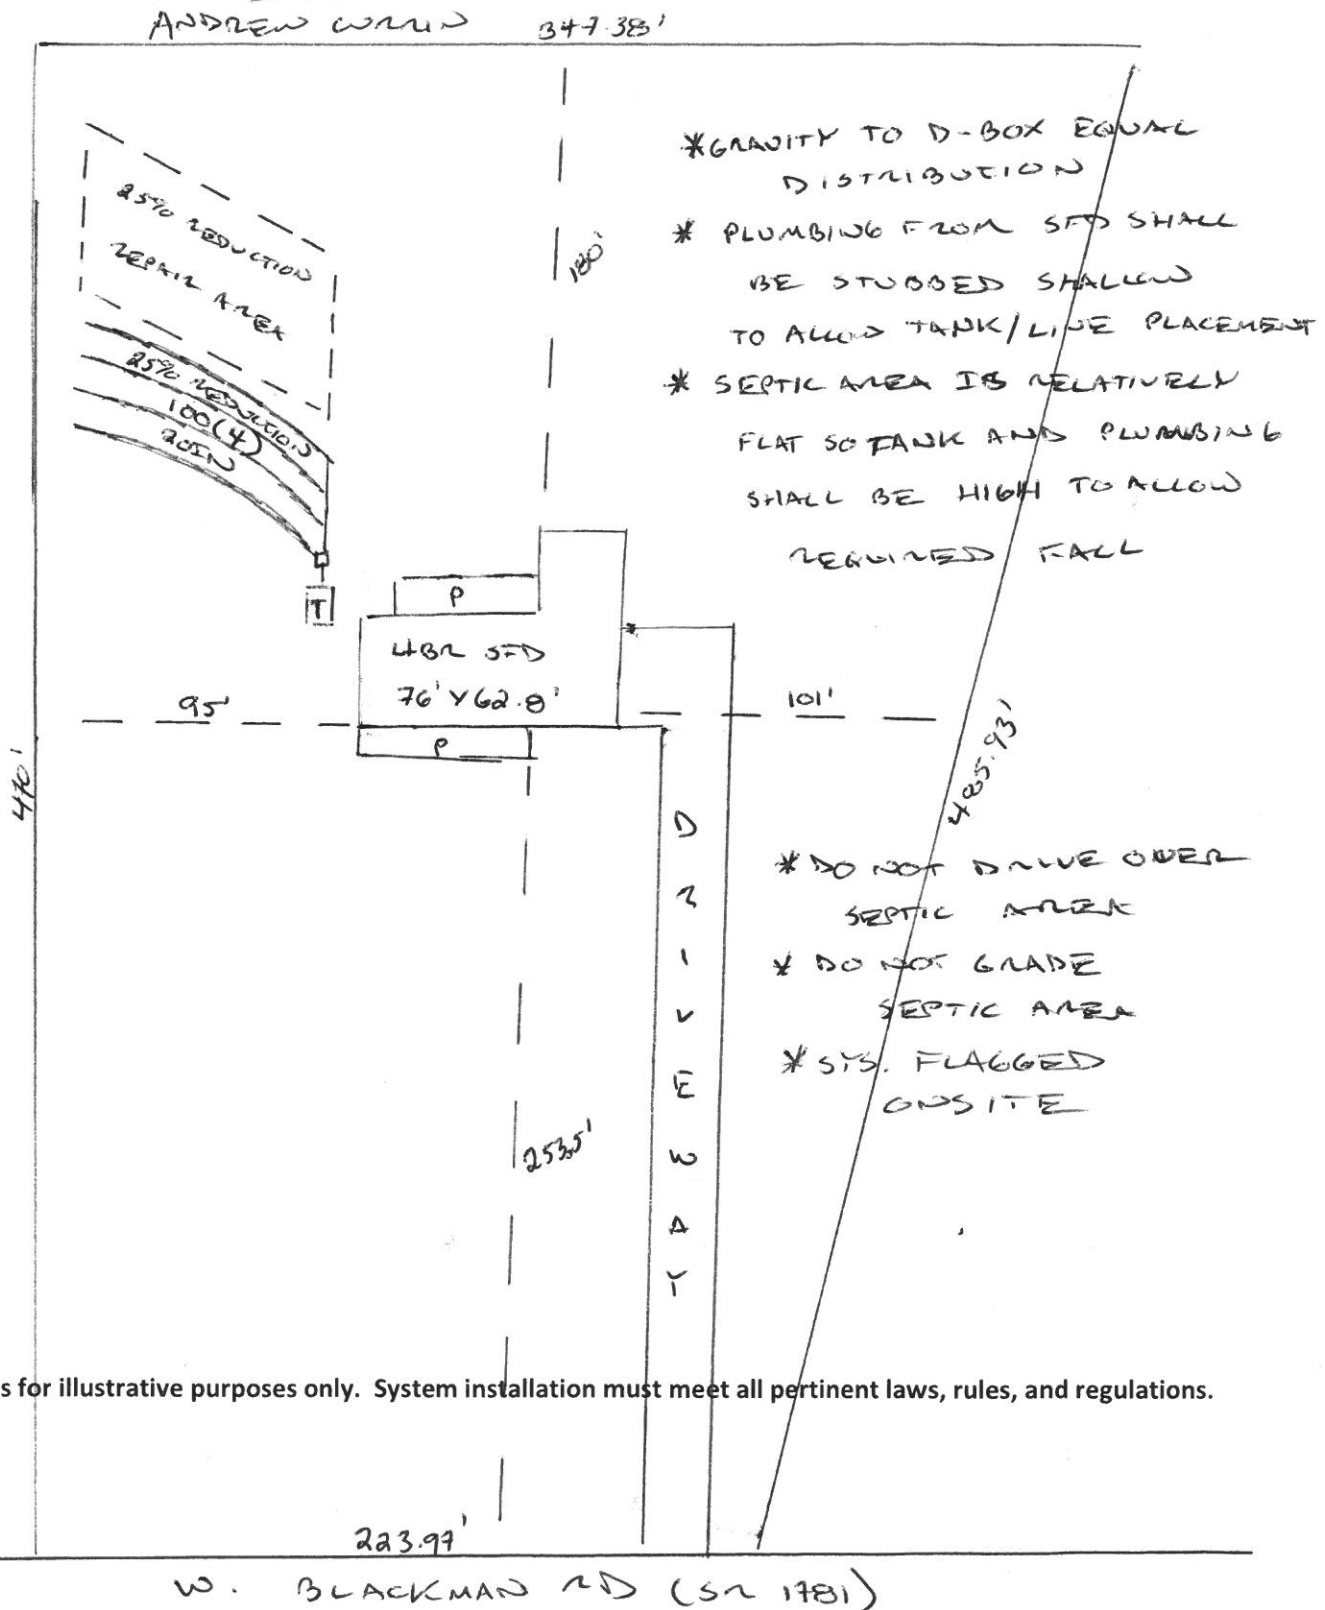 ANDREW CURRIN 347.38'
*GRAVITY TO D-BOX EQUAL
DISTRIBUTION
* PLUMBING FROM SFD SHALL
BE STUBBED SHALLOW
TO ALLOW TANK/LINE PLACEMENT
* SEPTIC AREA IS RELATIVELY
FLAT SO TANK AND PLUMBING
SHALL BE HIGH TO ALLOW
REQUIRED FALL
180'
25% REDUCTION
REPAIR AREA
25% REDUCTION
100(4)
20IN
T
P
4BR SFD
76' X 62.8'
P
95'
101'
470'
485.93'
DRIVEWAY
* DO NOT DRIVE OVER
SEPTIC AREA
* DO NOT GRADE
SEPTIC AREA
* SYS. FLAGGED
ONSITE
253.5'
s for illustrative purposes only. System installation must meet all pertinent laws, rules, and regulations.
223.97'
W. BLACKMAN RD (SR 1781)